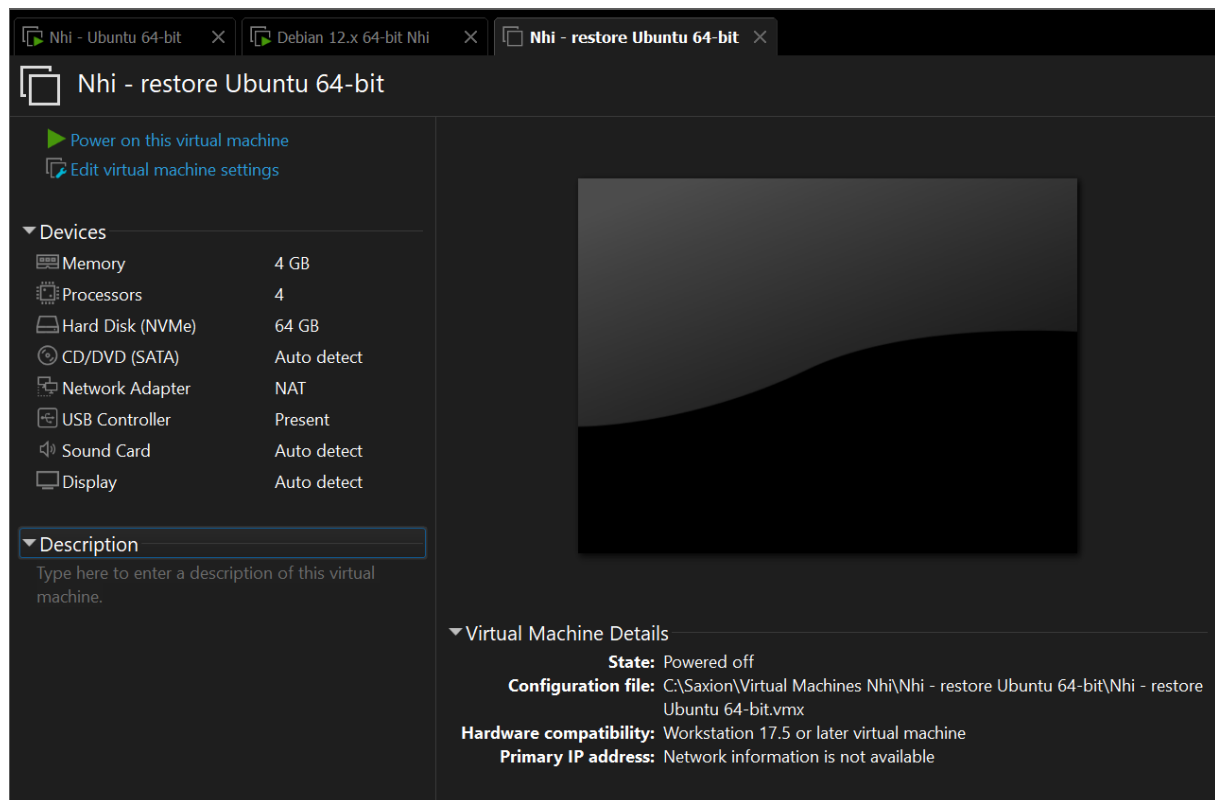 Nhi - Ubuntu 64-bit
Debian 12.x 64-bit Nhi
Nhi - restore Ubuntu 64-bit
Nhi - restore Ubuntu 64-bit
Power on this virtual machine
Edit virtual machine settings
Devices
Memory 4 GB
Processors 4
Hard Disk (NVMe) 64 GB
CD/DVD (SATA) Auto detect
Network Adapter NAT
USB Controller Present
Sound Card Auto detect
Display Auto detect
Description
Type here to enter a description of this virtual
machine.
Virtual Machine Details
State: Powered off
Configuration file: C:\Saxion\Virtual Machines Nhi\Nhi - restore Ubuntu 64-bit\Nhi - restore
Ubuntu 64-bit.vmx
Hardware compatibility: Workstation 17.5 or later virtual machine
Primary IP address: Network information is not available